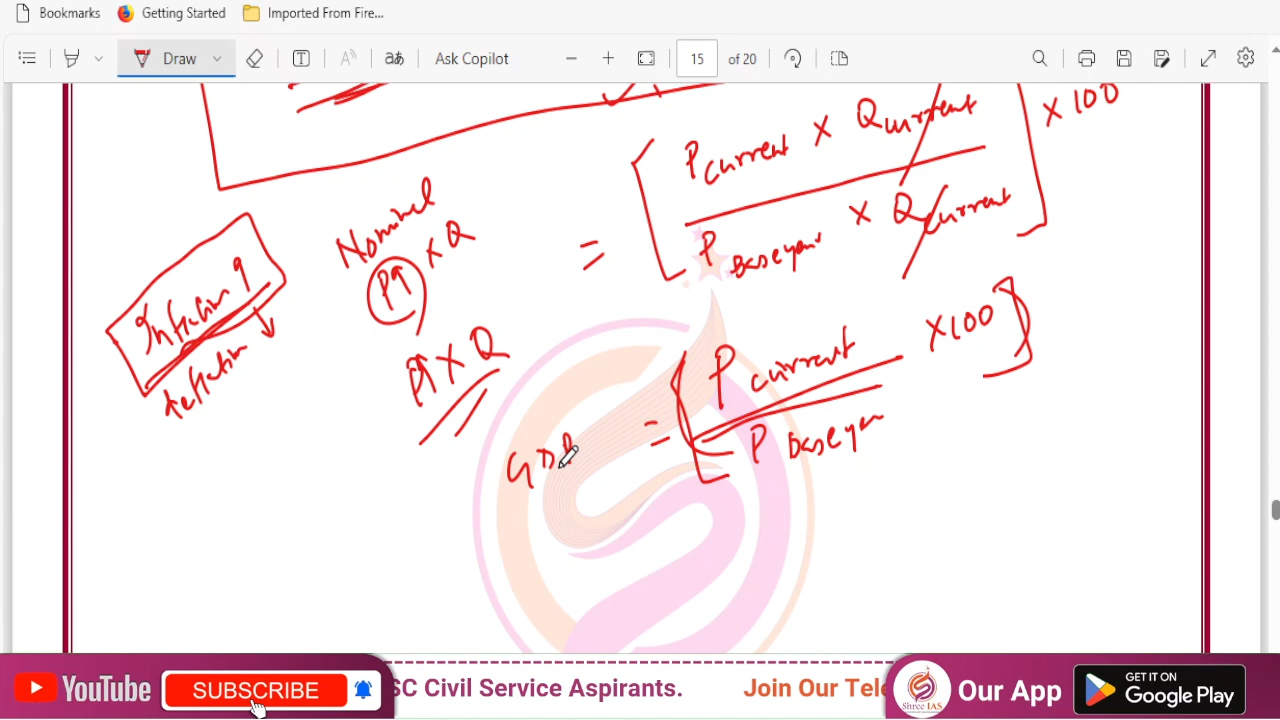 Bookmarks Getting Started Imported From Fire...
Draw Ask Copilot 15 of 20
[ P current X Q current ] X 100
P Base year X Q current
=
Nominal
P↑ X Q
Inflation ↑
deflation ↓
P↑ X Q
GDP = [ P current X 100 ]
P Base year
YouTube SUBSCRIBE SC Civil Service Aspirants. Join Our Tele Shree IAS Our App GET IT ON Google Play